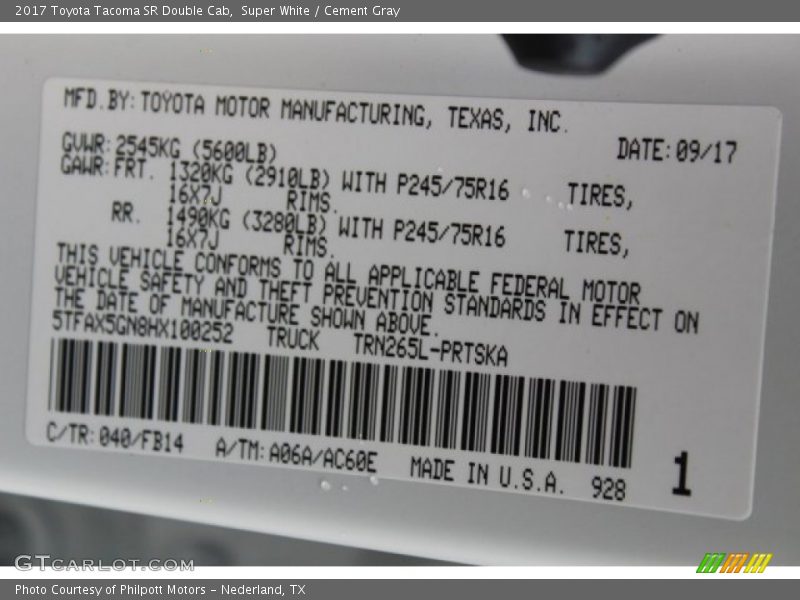 2017 Toyota Tacoma SR Double Cab,  Super White / Cement Gray
MFD.BY:TOYOTA MOTOR MANUFACTURING, TEXAS, INC.
DATE:09/17
GVWR:2545KG (5600LB)
GAWR:FRT. 1320KG (2910LB) WITH P245/75R16 TIRES,
16X7J RIMS.
RR. 1490KG (3280LB) WITH P245/75R16 TIRES,
16X7J RIMS.
THIS VEHICLE CONFORMS TO ALL APPLICABLE FEDERAL MOTOR
VEHICLE SAFETY AND THEFT PREVENTION STANDARDS IN EFFECT ON
THE DATE OF MANUFACTURE SHOWN ABOVE.
5TFAX5GN8HX100252 TRUCK TRN265L-PRTSKA
C/TR:040/FB14 A/TM:A06A/AC60E MADE IN U.S.A. 928
1
GTCARLOT.COM
Photo Courtesy of Philpott Motors - Nederland, TX